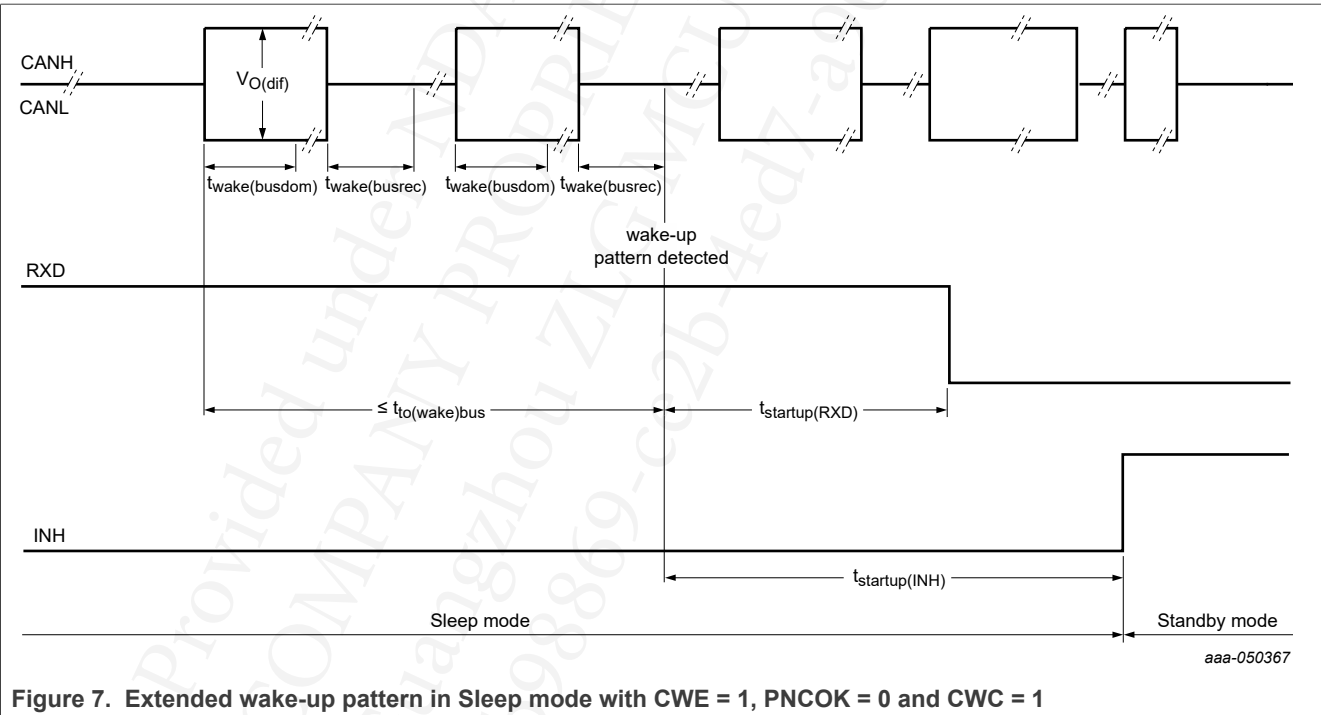 CANH
CANL
VO(dif)
twake(busdom) twake(busrec) twake(busdom) twake(busrec)
wake-up
pattern detected
RXD
≤ tto(wake)bus
tstartup(RXD)
INH
tstartup(INH)
Sleep mode
Standby mode
aaa-050367
Figure 7. Extended wake-up pattern in Sleep mode with CWE = 1, PNCOK = 0 and CWC = 1